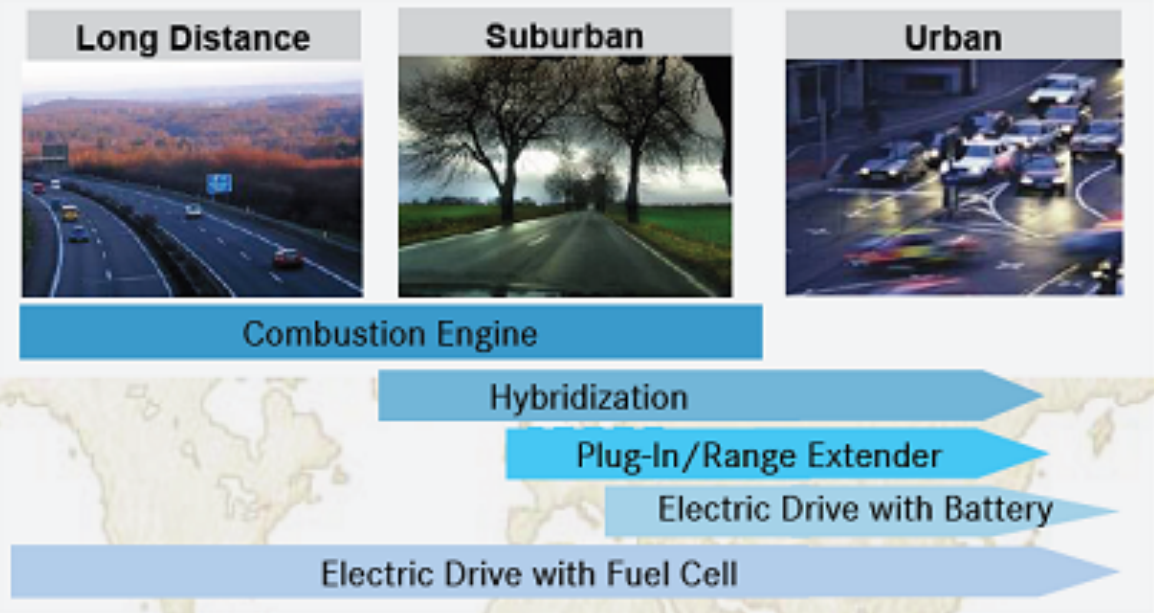 Long Distance
Suburban
Urban
Combustion Engine
Hybridization
Plug-In/Range Extender
Electric Drive with Battery
Electric Drive with Fuel Cell